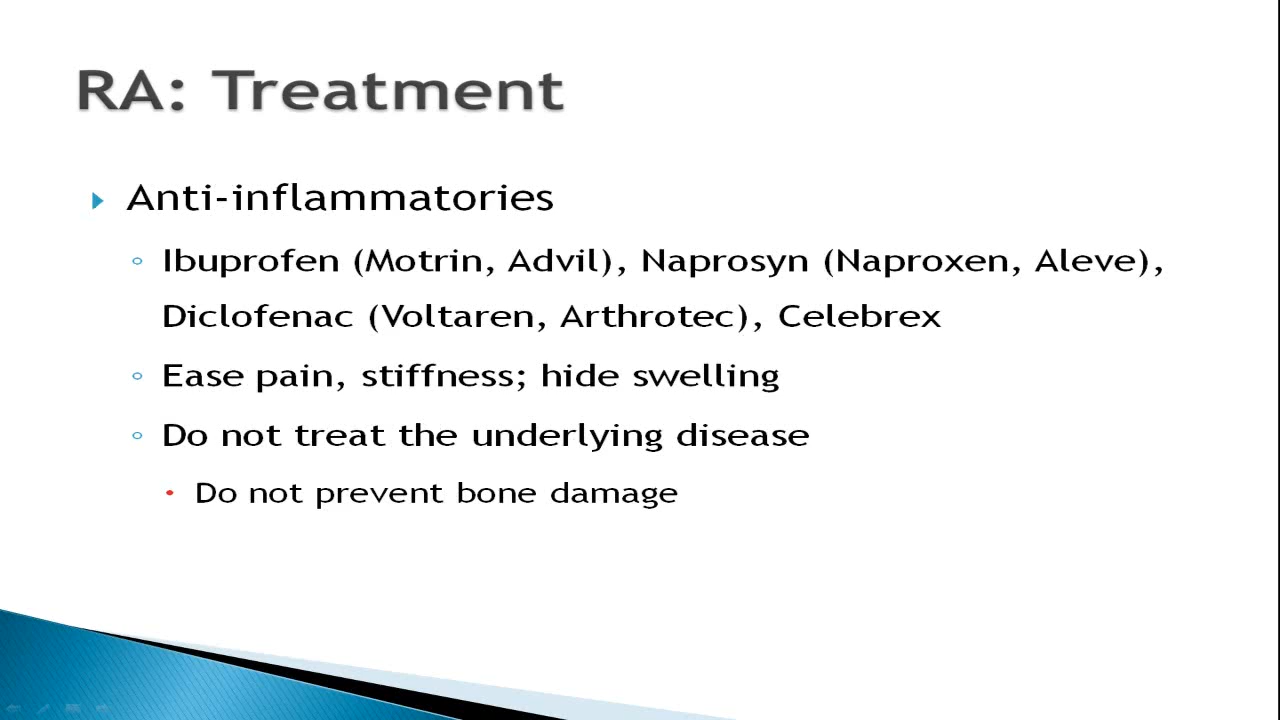 RA: Treatment
Anti-inflammatories
Ibuprofen (Motrin, Advil), Naprosyn (Naproxen, Aleve),
Diclofenac (Voltaren, Arthrotec), Celebrex
Ease pain, stiffness; hide swelling
Do not treat the underlying disease
Do not prevent bone damage